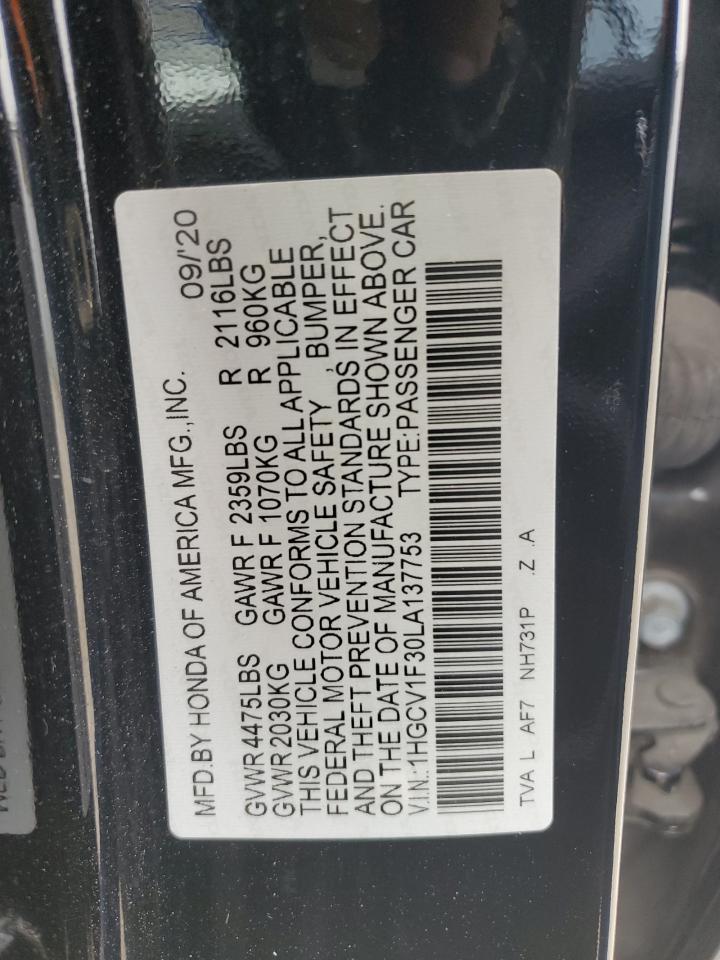 MFD.BY HONDA OF AMERICA MFG.,INC. 09/'20
GVWR 4475LBS GAWR F 2359LBS R 2116LBS
GVWR 2030KG GAWR F 1070KG R 960KG
THIS VEHICLE CONFORMS TO ALL APPLICABLE
FEDERAL MOTOR VEHICLE SAFETY , BUMPER,
AND THEFT PREVENTION STANDARDS IN EFFECT
ON THE DATE OF MANUFACTURE SHOWN ABOVE.
V.I.N.:1HGCV1F30LA137753 TYPE:PASSENGER CAR
TVA L AF7 NH731P .Z .A